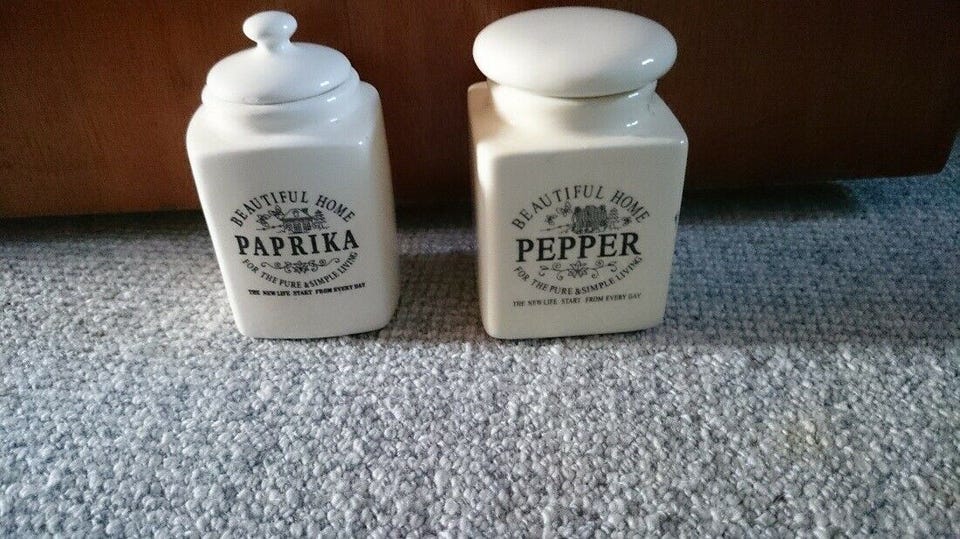 BEAUTIFUL HOME
PAPRIKA
FOR THE PURE & SIMPLE LIVING
THE NEW LIFE START FROM EVERY DAY
BEAUTIFUL HOME
PEPPER
FOR THE PURE & SIMPLE LIVING
THE NEW LIFE START FROM EVERY DAY